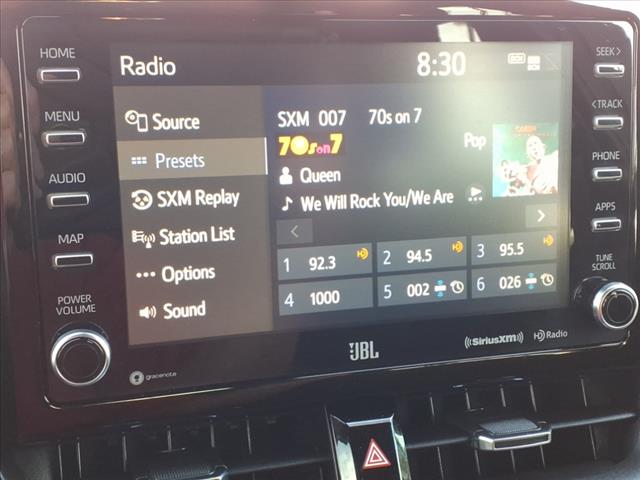 HOME
MENU
AUDIO
MAP
POWER
VOLUME
Radio
8:30
Source
Presets
SXM Replay
Station List
Options
Sound
SXM 007 70s on 7
70s on 7
Pop
Queen
We Will Rock You/We Are
1 92.3
2 94.5
3 95.5
4 1000
5 002
6 026
SEEK>
<TRACK
PHONE
APPS
TUNE
SCROLL
gracenote
JBL
((SiriusXM))
HD Radio